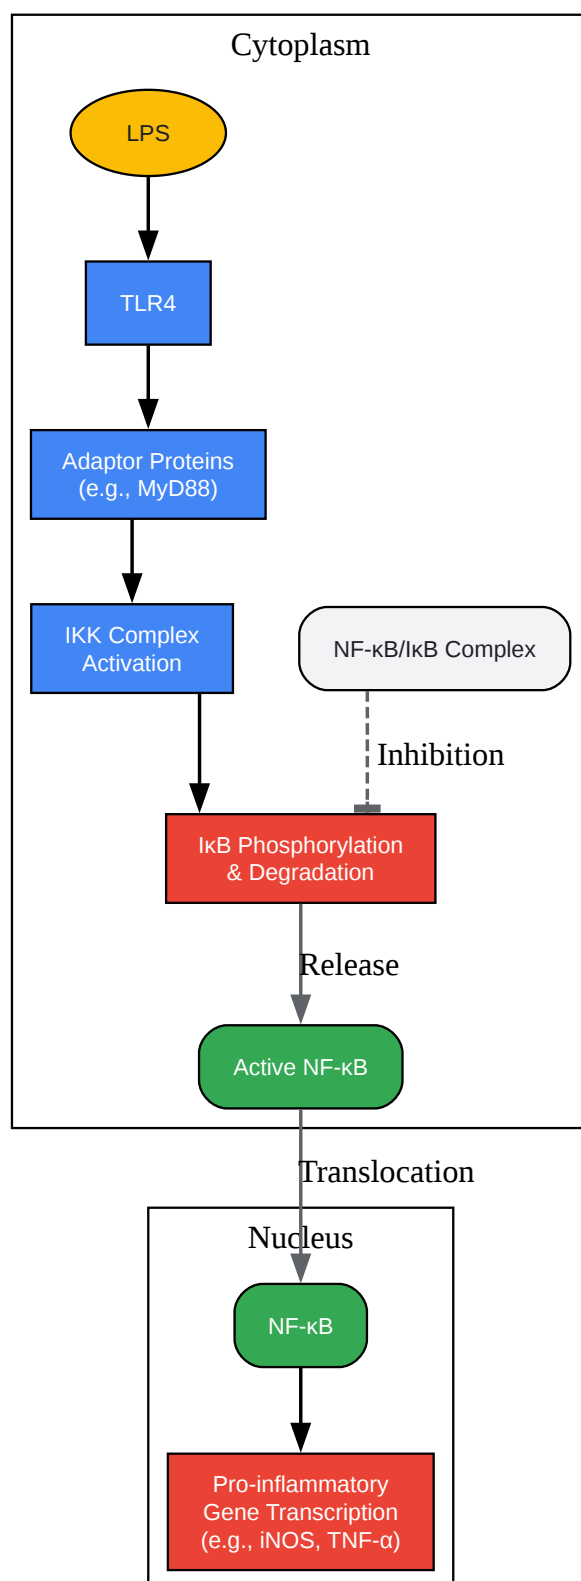 Cytoplasm
LPS
TLR4
Adaptor Proteins
(e.g., MyD88)
IKK Complex
Activation
NF-κB/IκB Complex
Inhibition
IκB Phosphorylation
& Degradation
Release
Active NF-κB
Translocation
Nucleus
NF-κB
Pro-inflammatory
Gene Transcription
(e.g., iNOS, TNF-α)